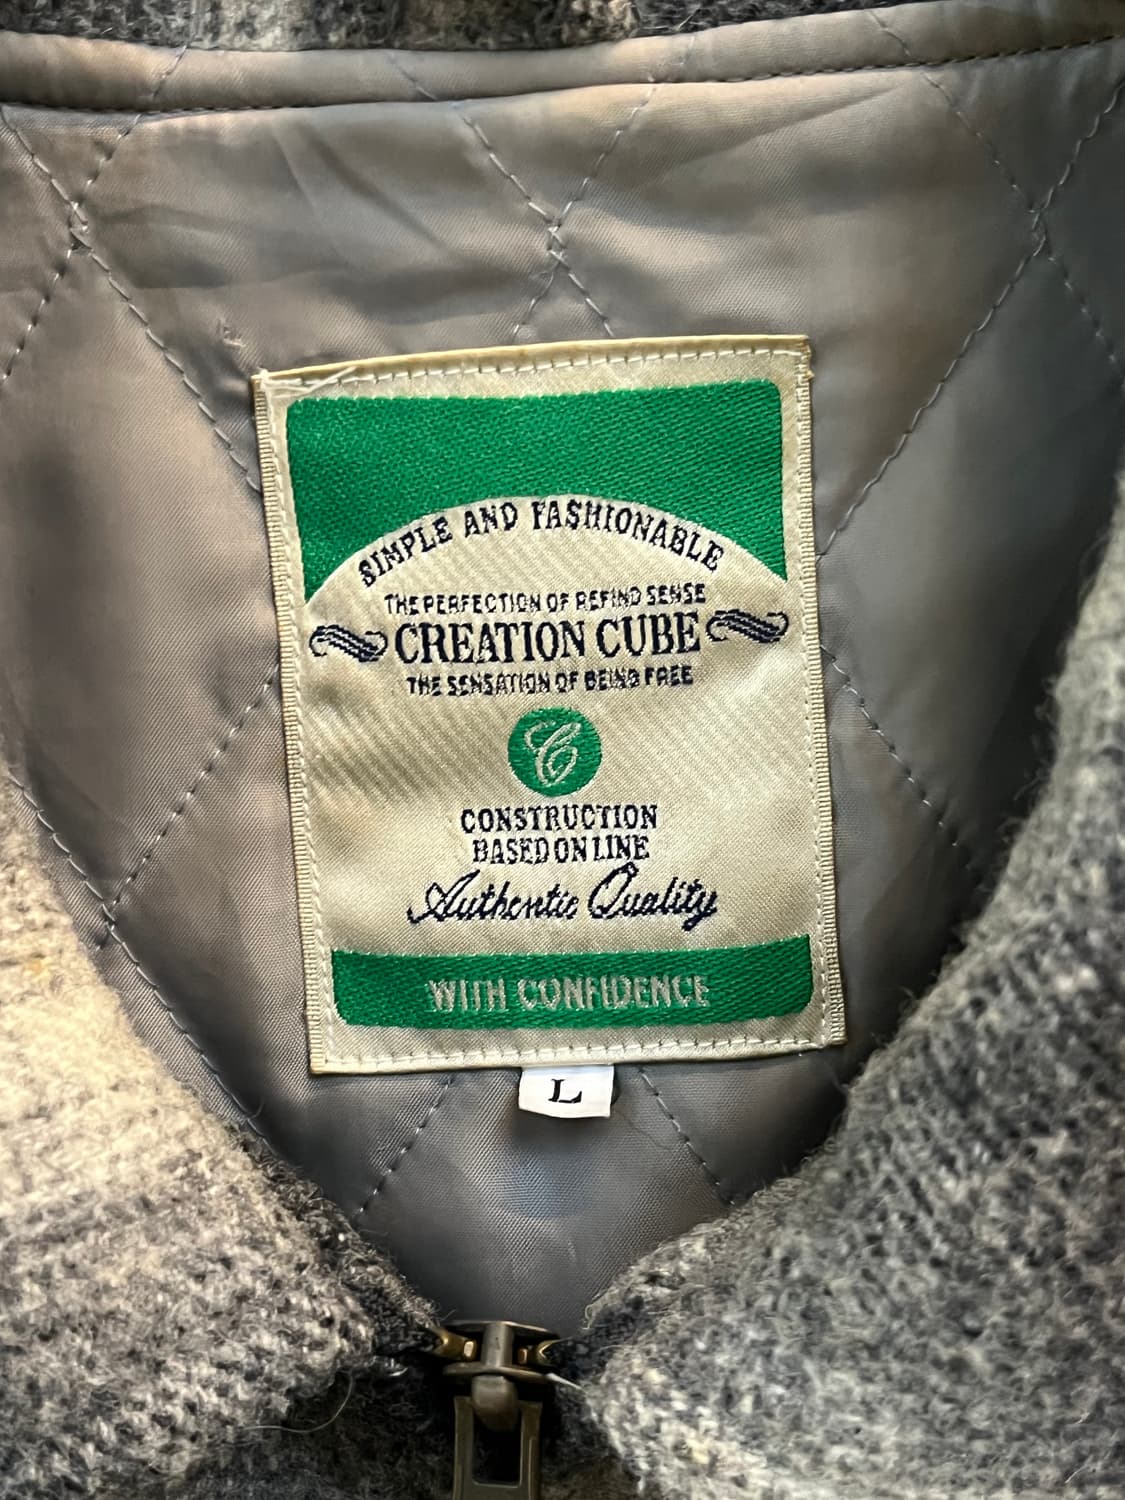 SIMPLE AND FASHIONABLE
THE PERFECTION OF REFIND SENSE
CREATION CUBE
THE SENSATION OF BEING FREE
C
CONSTRUCTION
BASED ON LINE
Authentic Quality
WITH CONFIDENCE
L